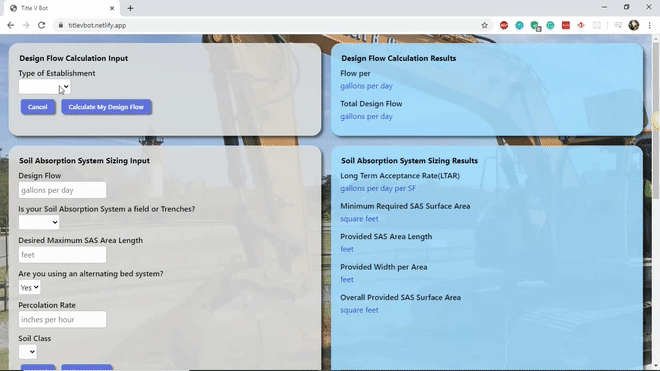 Title V Bot
titlevbot.netlify.app
Design Flow Calculation Input
Type of Establishment
Cancel
Calculate My Design Flow
Design Flow Calculation Results
Flow per
gallons per day
Total Design Flow
gallons per day
Soil Absorption System Sizing Input
Design Flow
gallons per day
Is your Soil Absorption System a field or Trenches?
Desired Maximum SAS Area Length
feet
Are you using an alternating bed system?
Yes
Percolation Rate
inches per hour
Soil Class
Soil Absorption System Sizing Results
Long Term Acceptance Rate(LTAR)
gallons per day per SF
Minimum Required SAS Surface Area
square feet
Provided SAS Area Length
feet
Provided Width per Area
feet
Overall Provided SAS Surface Area
square feet